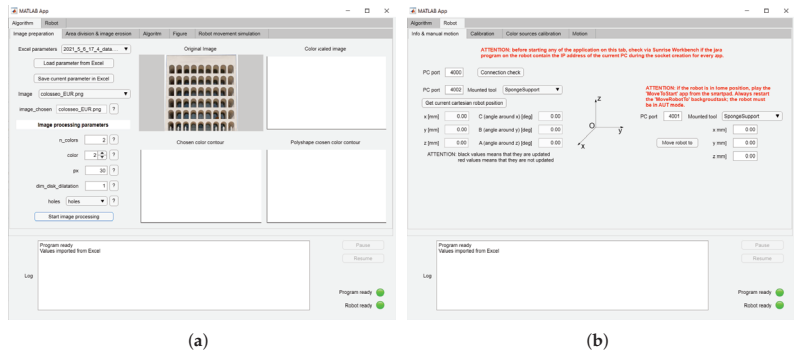 MATLAB App
Algorithm Robot
Image preparation Area division & image erosion Algoritm Figure Robot movement simulation
Excel parameters 2021_5_6_17_4_data...
Load parameter from Excel
Save current parameter in Excel
Image colosseo_EUR.png
image_chosen colosseo_EUR.png ?
Image processing parameters
n_colors 2 ?
color 2 ?
px 30 ?
dim_disk_dilatation 1 ?
holes holes ?
Start image processing
Original Image
Color icated image
Chosen color contour
Polyshape chosen color contour
Log
Program ready
Values imported from Excel
Pause
Resume
Program ready
Robot ready
(a)
MATLAB App
Algorithm Robot
Info & manual motion Calibration Color sources calibration Motion
ATTENTION: before starting any of the application on this tab, check via Sunrise Workbench if the java
program on the robot contain the IP address of the current PC during the socket creation for every app.
PC port 4000 Connection check
PC port 4002 Mounted tool SpongeSupport
Get current cartesian robot position
x [mm] 0.00 C (angle around x) [deg] 0.00
y [mm] 0.00 B (angle around y) [deg] 0.00
z [mm] 0.00 A (angle around z) [deg] 0.00
ATTENTION: black values means that they are updated
red values means that they are not updated
z
O
y
x
ATTENTION: if the robot is in home position, play the
'MoveToStart' app from the smartpad. Always restart
the 'MoveRobotTo' backgroundtask; the robot must
be in AUT mode.
PC port 4001 Mounted tool SpongeSupport
x mm] 0.00
Move robot to y mm] 0.00
z mm] 0.00
Log
Program ready
Values imported from Excel
Pause
Resume
Program ready
Robot ready
(b)